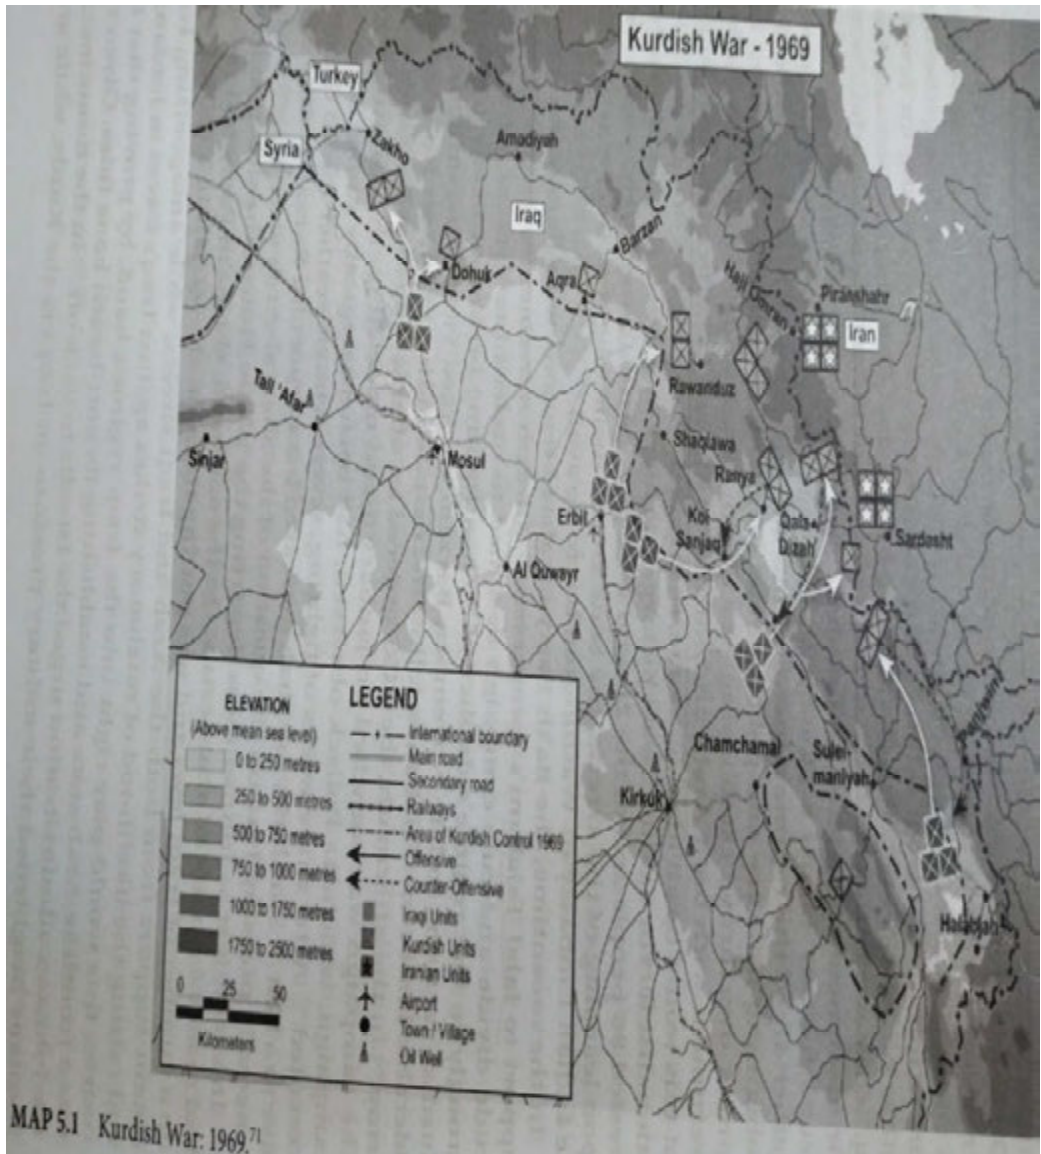 Kurdish War - 1969
Turkey
Syria
Zakho
Amadiyah
Iraq
Barzan
Dohuk
Aqra
Haji Omran
Piranshahr
Iran
Rawanduz
Tall 'Afar
Sinjar
Mosul
Shaqlawa
Ranya
Erbil
Koi
Sanjaq
Qala
Dizah
Sardasht
Al Quwayr
Chamchamal
Sulei-
maniyah
Kirkuk
Halabjah
ELEVATION
(Above mean sea level)
0 to 250 metres
250 to 500 metres
500 to 750 metres
750 to 1000 metres
1000 to 1750 metres
1750 to 2500 metres
0 25 50
Kilometers
LEGEND
International boundary
Main road
Secondary road
Railways
Area of Kurdish Control 1969
Offensive
Counter-Offensive
Iraqi Units
Kurdish Units
Iranian Units
Airport
Town / Village
Oil Well
MAP 5.1 Kurdish War: 1969.71